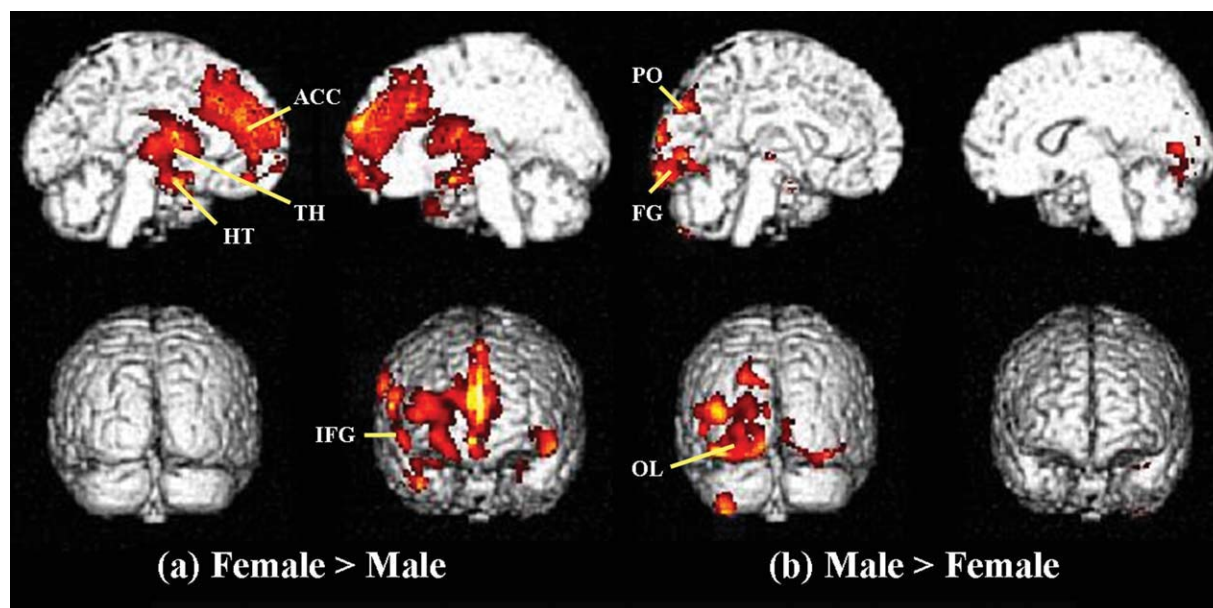 ACC
TH
HT
PO
FG
IFG
OL
(a) Female > Male
(b) Male > Female